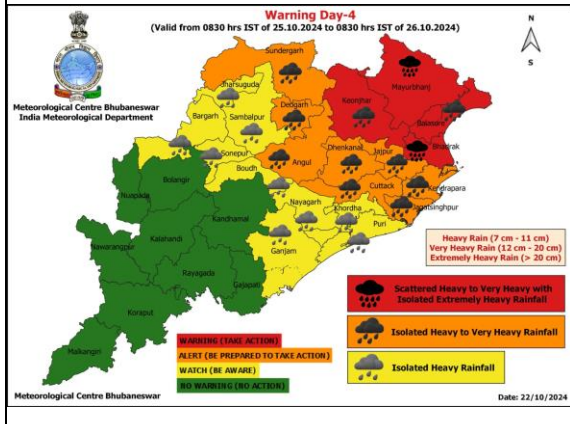 Warning Day-4
(Valid from 0830 hrs IST of 25.10.2024 to 0830 hrs IST of 26.10.2024)
N
S
Meteorological Centre Bhubaneswar
India Meteorological Department
Sundergarh
Jharsuguda
Mayurbhanj
Keonjhar
Deogarh
Bargarh
Sambalpur
Balasore
Bhadrak
Sonepur
Angul
Dhenkanal
Jajpur
Boudh
Bolangir
Cuttack
Kendrapara
Jagatsinghpur
Nuapada
Nayagarh
Khordha
Kandhamal
Puri
Nawarangpur
Kalahandi
Ganjam
Rayagada
Gajapati
Koraput
Malkangiri
Heavy Rain (7 cm - 11 cm)
Very Heavy Rain (12 cm - 20 cm)
Extremely Heavy Rain (> 20 cm)
Scattered Heavy to Very Heavy with
Isolated Extremely Heavy Rainfall
Isolated Heavy to Very Heavy Rainfall
Isolated Heavy Rainfall
WARNING (TAKE ACTION)
ALERT (BE PREPARED TO TAKE ACTION)
WATCH (BE AWARE)
NO WARNING (NO ACTION)
Meteorological Centre Bhubaneswar
Date: 22/10/2024